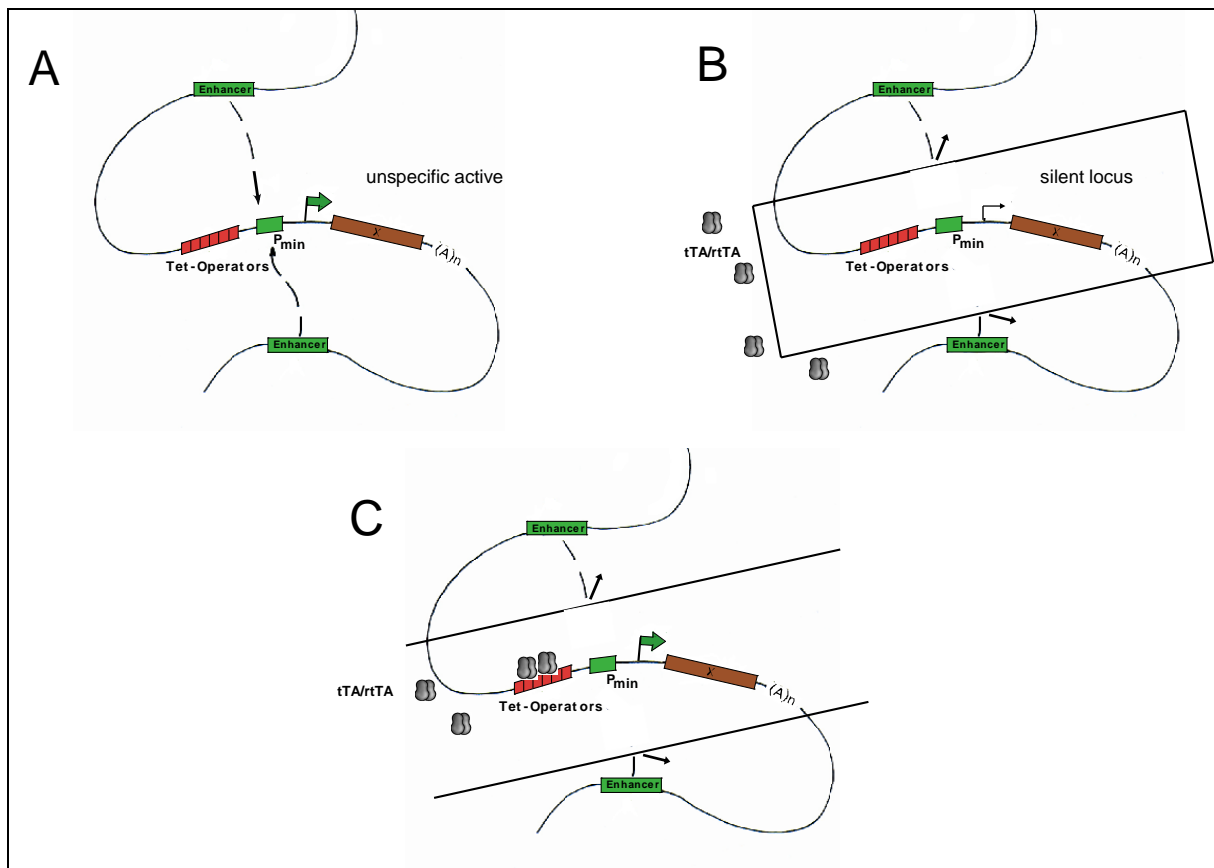 A
Enhancer
unspecific active
X
Pmin
(A)n
Tet-Operators
Enhancer
B
Enhancer
silent locus
tTA/rtTA
X
Pmin
(A)n
Tet-Operators
Enhancer
C
Enhancer
X
Pmin
tTA/rtTA
(A)n
Tet-Operators
Enhancer